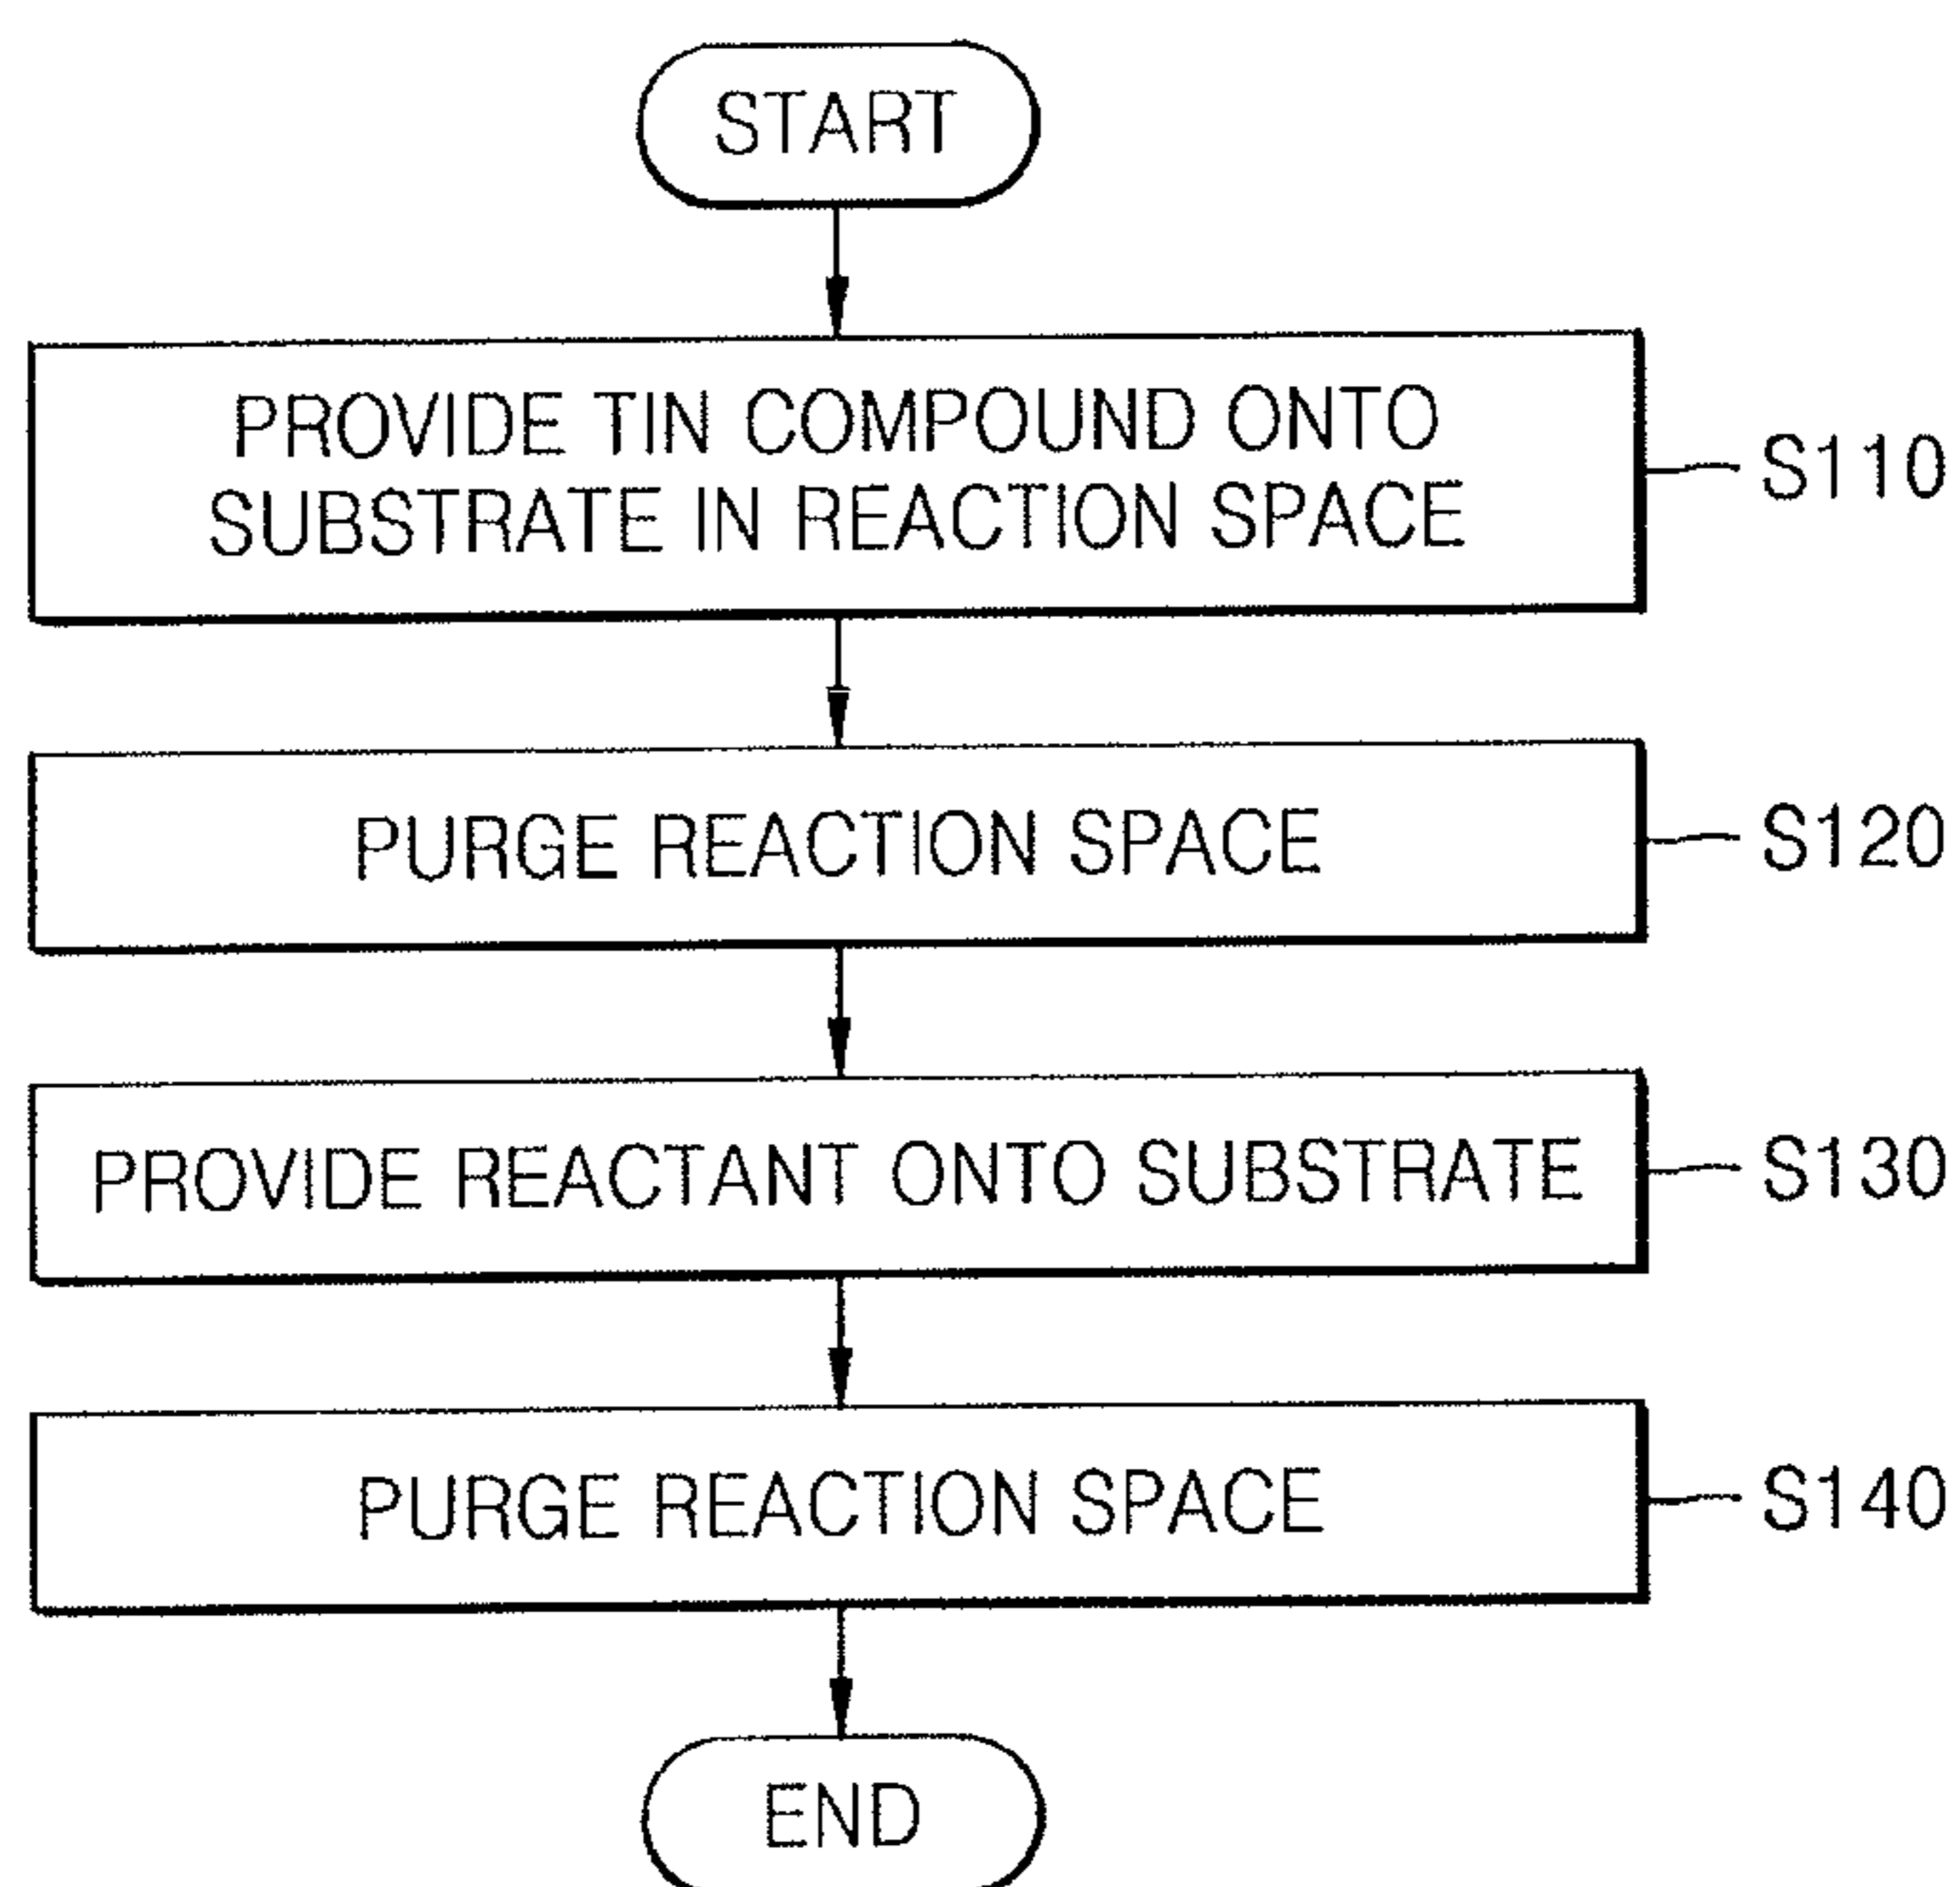 START
PROVIDE TIN COMPOUND ONTO
SUBSTRATE IN REACTION SPACE
S110
PURGE REACTION SPACE
S120
PROVIDE REACTANT ONTO SUBSTRATE
S130
PURGE REACTION SPACE
S140
END